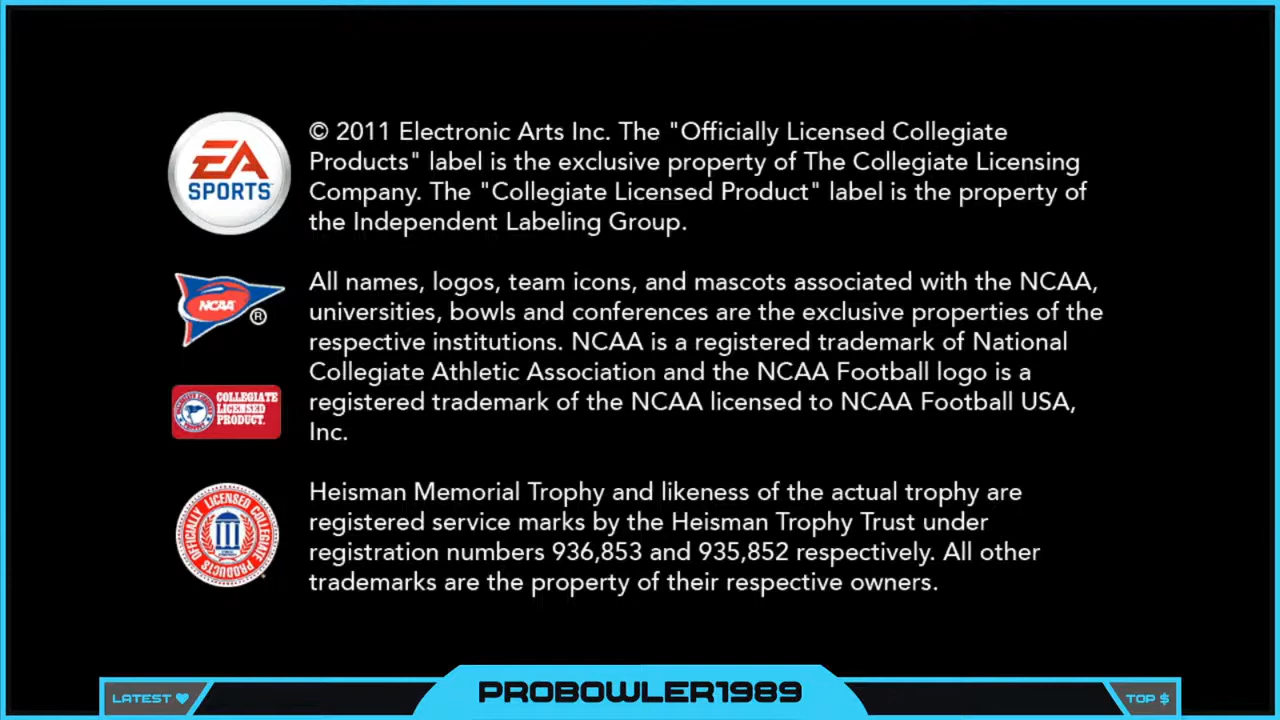 EA
SPORTS
© 2011 Electronic Arts Inc. The "Officially Licensed Collegiate
Products" label is the exclusive property of The Collegiate Licensing
Company. The "Collegiate Licensed Product" label is the property of
the Independent Labeling Group.
NCAA
®
All names, logos, team icons, and mascots associated with the NCAA,
universities, bowls and conferences are the exclusive properties of the
respective institutions. NCAA is a registered trademark of National
Collegiate Athletic Association and the NCAA Football logo is a
registered trademark of the NCAA licensed to NCAA Football USA,
Inc.
COLLEGIATE
LICENSED
PRODUCT.
OFFICIALLY LICENSED COLLEGIATE PRODUCTS
Heisman Memorial Trophy and likeness of the actual trophy are
registered service marks by the Heisman Trophy Trust under
registration numbers 936,853 and 935,852 respectively. All other
trademarks are the property of their respective owners.
LATEST
PROBOWLER1989
TOP $